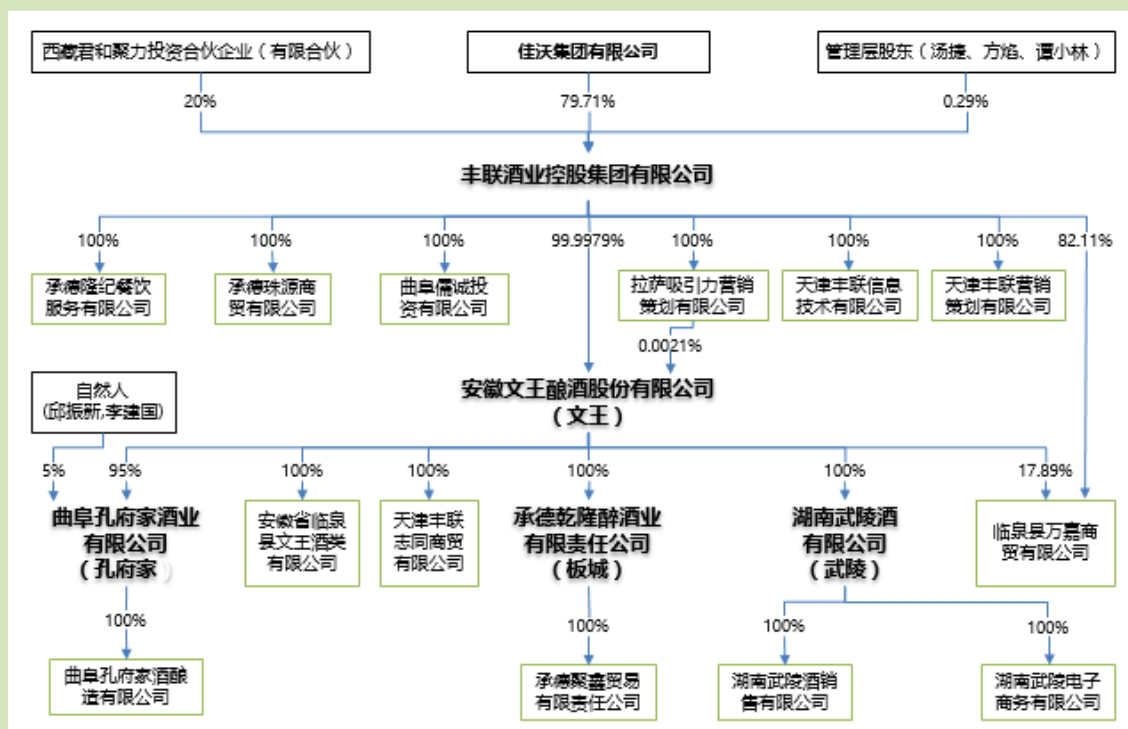 西藏君和聚力投资合伙企业（有限合伙）
佳沃集团有限公司
管理层股东（汤捷、方焰、谭小林）
20%
79.71%
0.29%
丰联酒业控股集团有限公司
100%
100%
100%
99.9979%
100%
100%
100%
82.11%
承德隆纪餐饮
服务有限公司
承德珠源商
贸有限公司
曲阜儒诚投
资有限公司
拉萨吸引力营销
策划有限公司
天津丰联信息
技术有限公司
天津丰联营销
策划有限公司
0.0021%
自然人
(邱振新,李建国)
安徽文王酿酒股份有限公司
（文王）
5%
95%
100%
100%
100%
100%
17.89%
曲阜孔府家酒业
有限公司
（孔府家）
安徽省临泉
县文王酒类
有限公司
天津丰联
志同商贸
有限公司
承德乾隆醉酒业
有限责任公司
（板城）
湖南武陵酒
有限公司
（武陵）
临泉县万嘉商
贸有限公司
100%
100%
100%
100%
曲阜孔府家酒酿
造有限公司
承德聚鑫贸易
有限责任公司
湖南武陵酒销
售有限公司
湖南武陵电子
商务有限公司